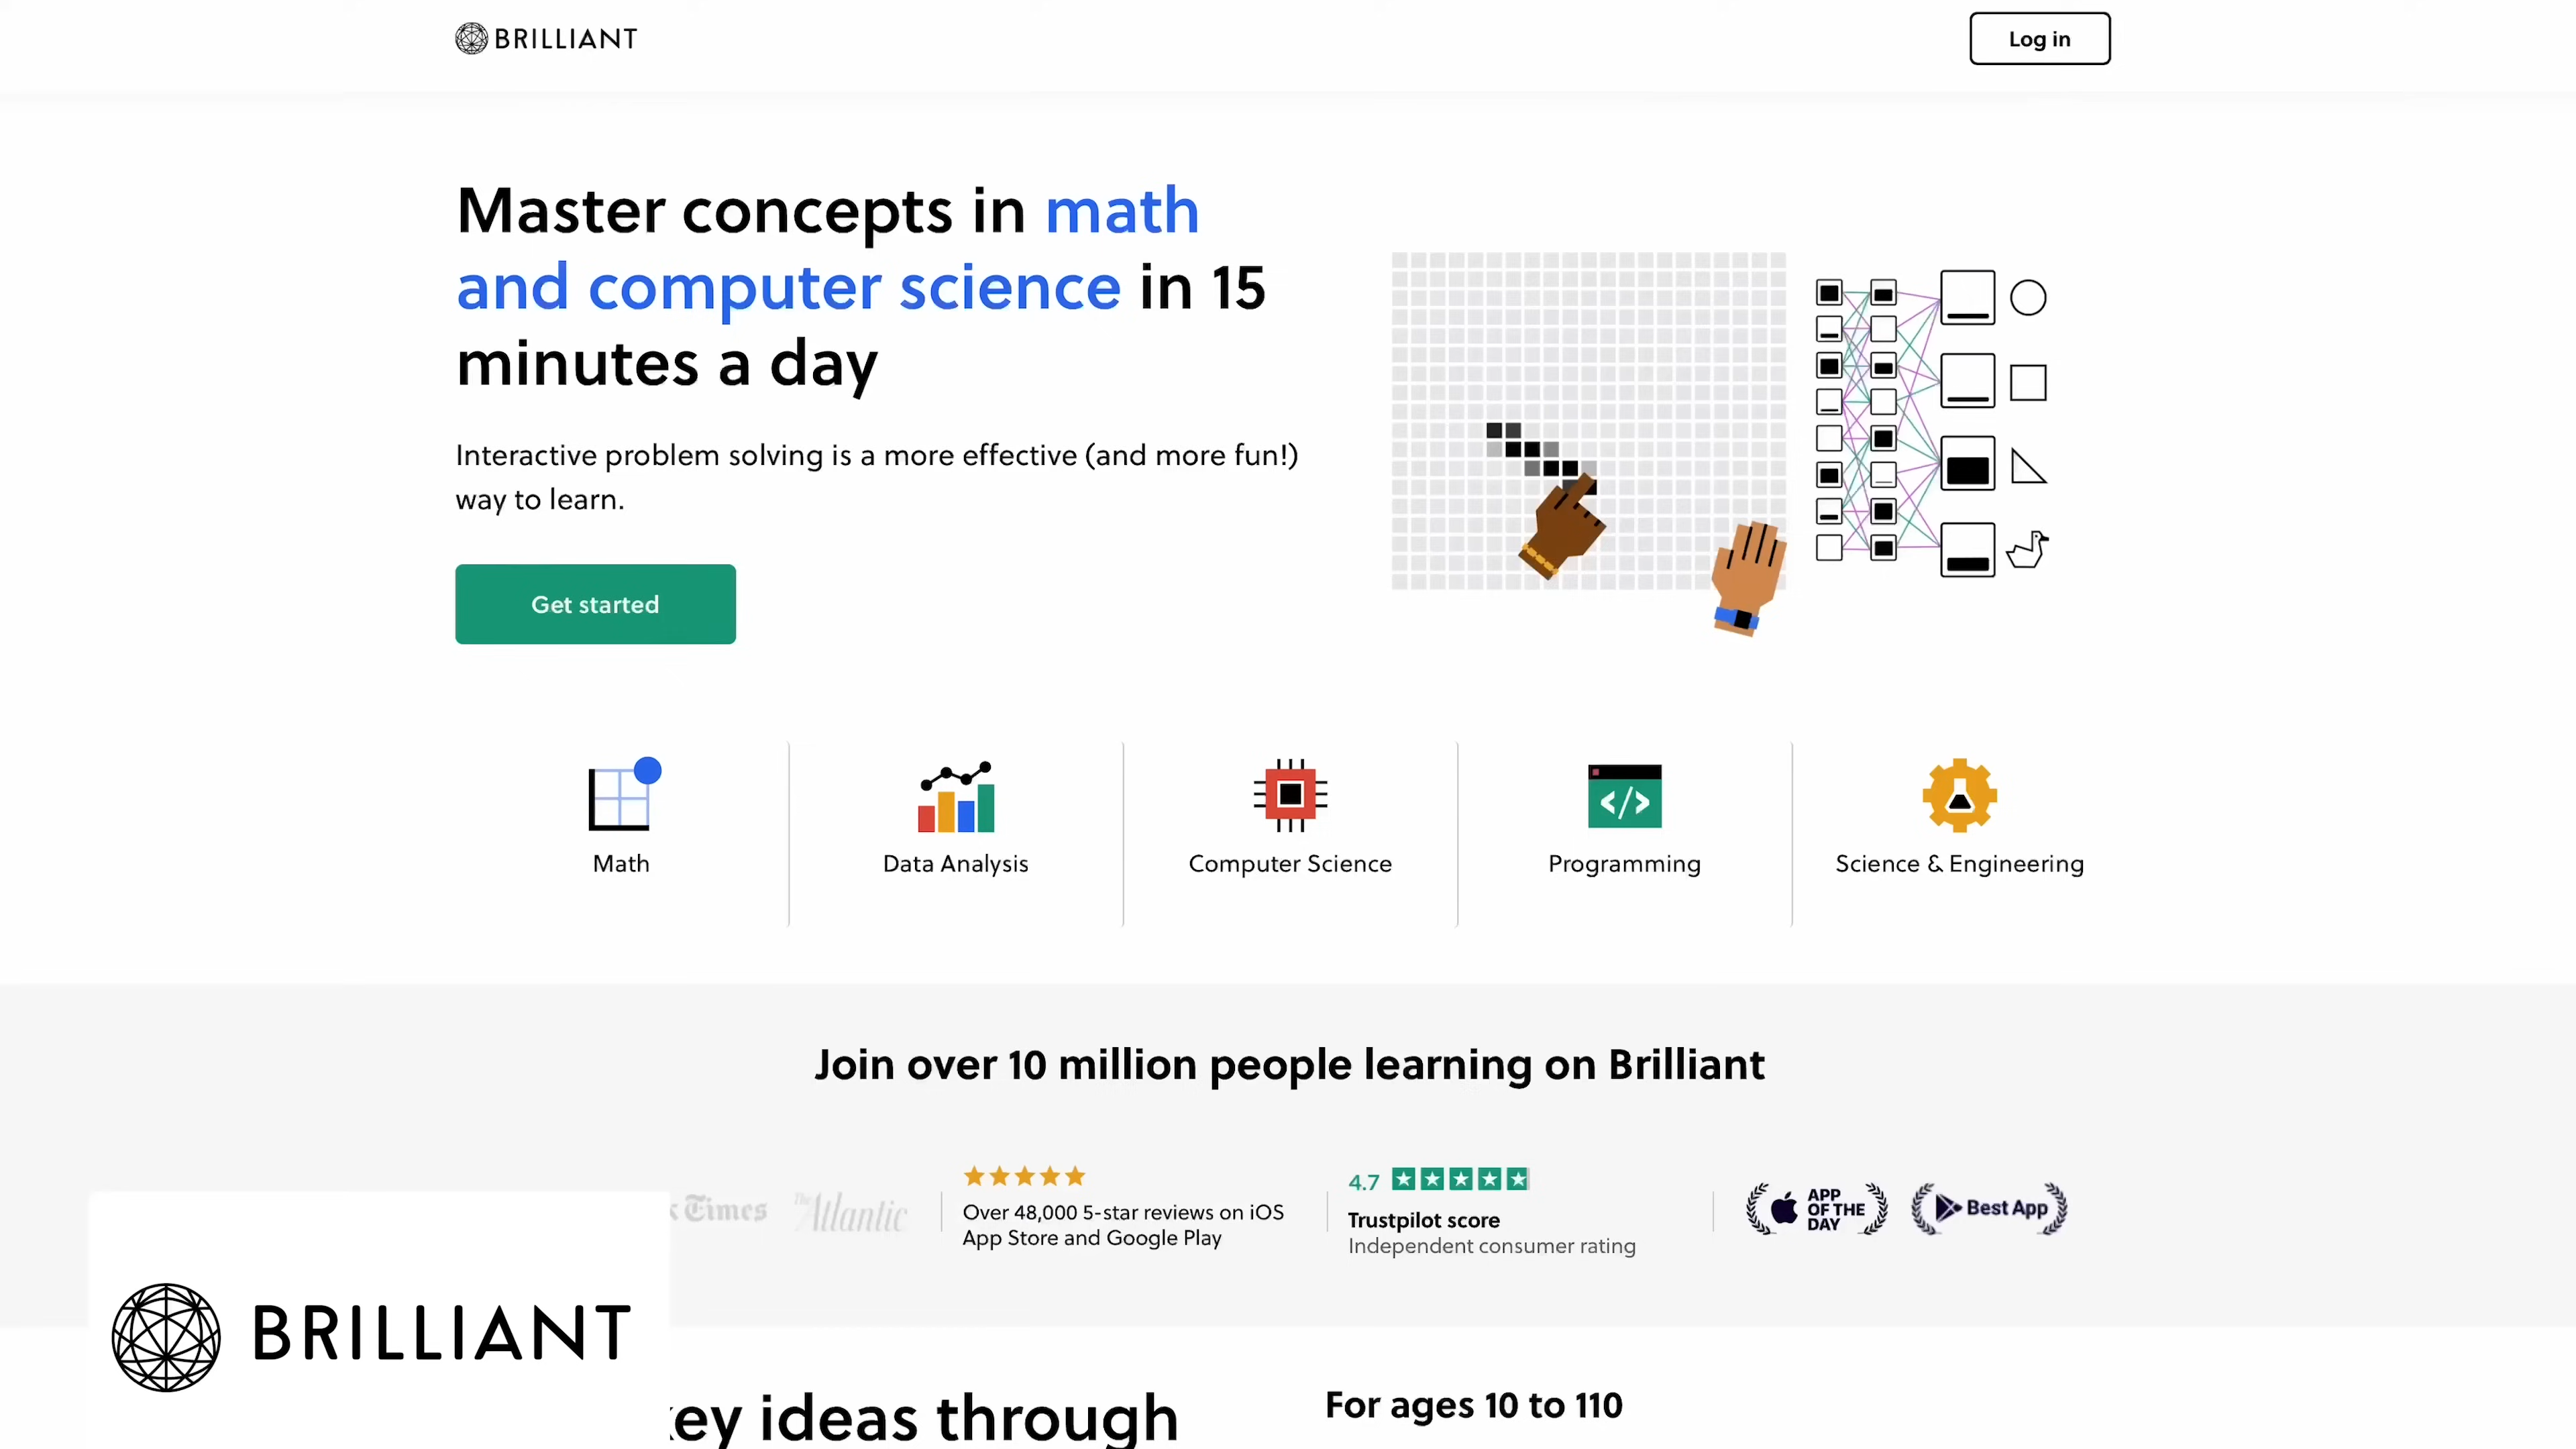 BRILLIANT
Log in
Master concepts in math
and computer science in 15
minutes a day
Interactive problem solving is a more effective (and more fun!)
way to learn.
Get started
Math
Data Analysis
Computer Science
Programming
Science & Engineering
Join over 10 million people learning on Brilliant
Times
The Atlantic
Over 48,000 5-star reviews on iOS
App Store and Google Play
4.7
Trustpilot score
Independent consumer rating
APP
OF THE
DAY
Best App
BRILLIANT
ideas through
For ages 10 to 110